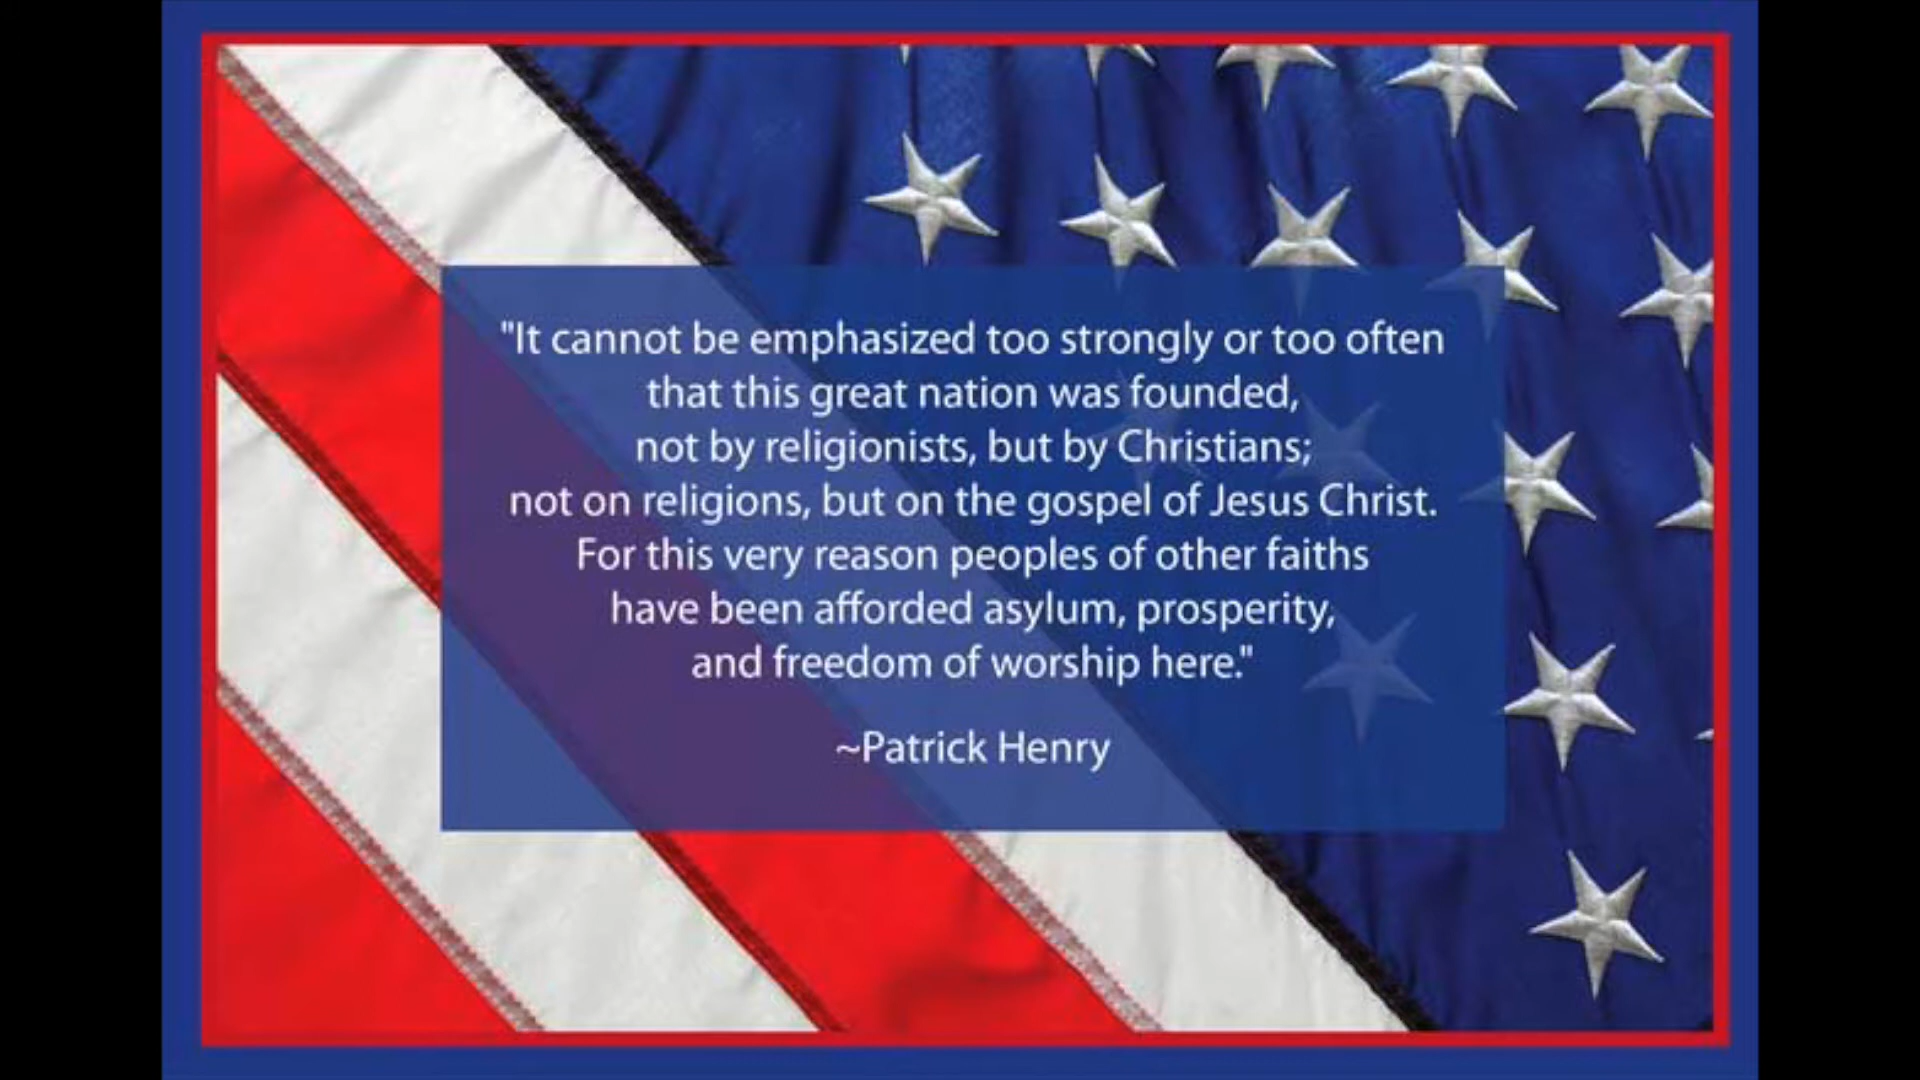 "It cannot be emphasized too strongly or too often
that this great nation was founded,
not by religionists, but by Christians;
not on religions, but on the gospel of Jesus Christ.
For this very reason peoples of other faiths
have been afforded asylum, prosperity,
and freedom of worship here."
~Patrick Henry